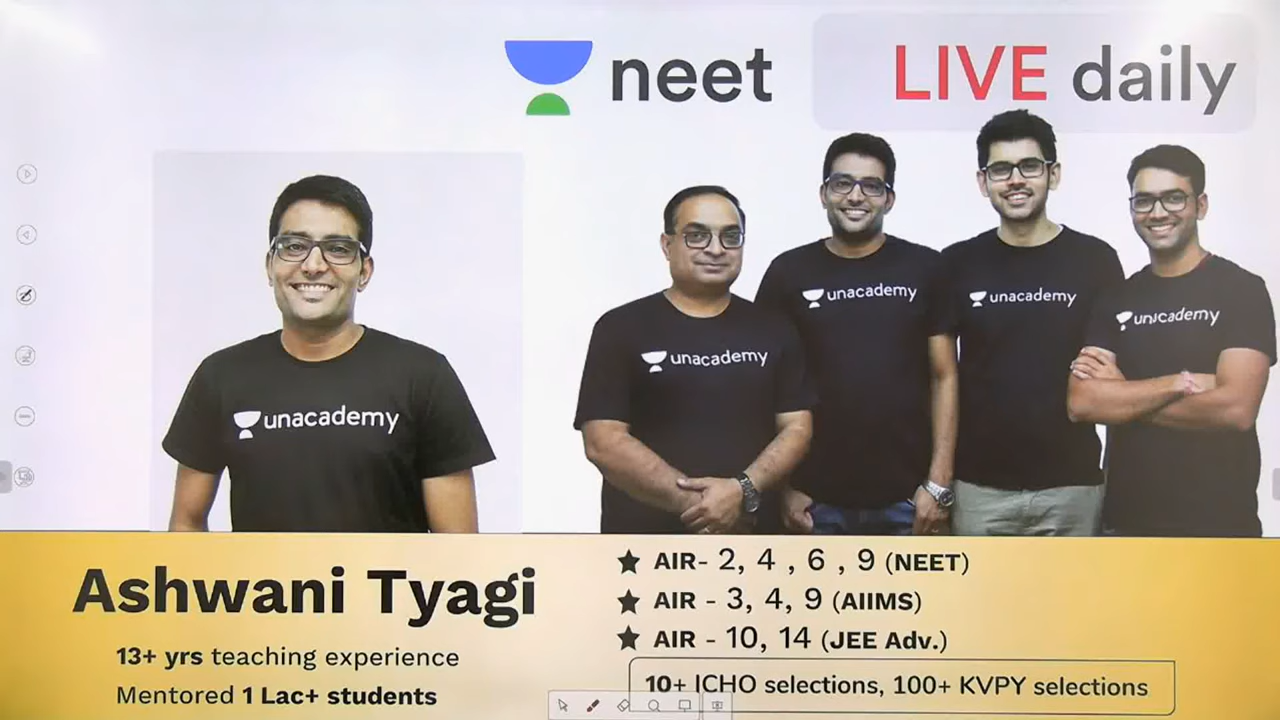 neet
LIVE daily
unacademy
unacademy
unacademy
unacademy
unacademy
Ashwani Tyagi
13+ yrs teaching experience
Mentored 1 Lac+ students
★ AIR- 2, 4 , 6 , 9 (NEET)
★ AIR - 3, 4, 9 (AIIMS)
★ AIR - 10, 14 (JEE Adv.)
10+ ICHO selections, 100+ KVPY selections